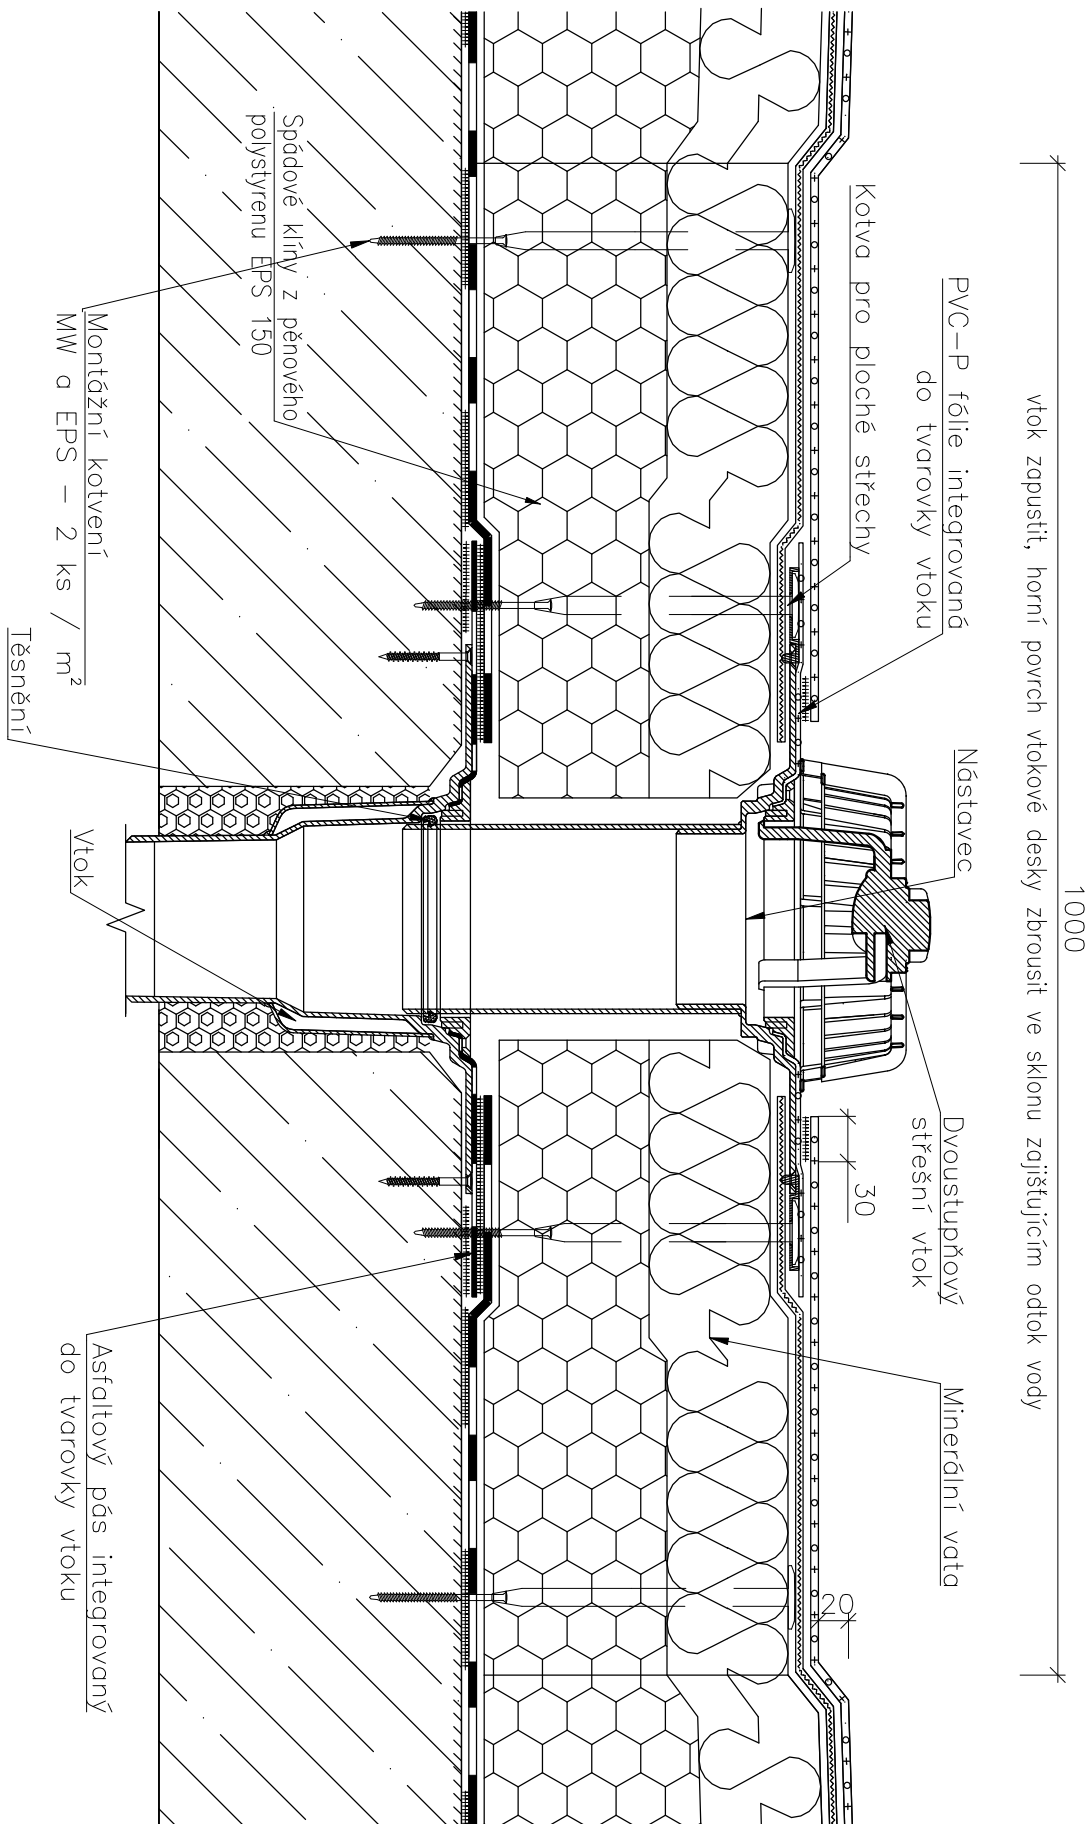 1000
vtok zapustit, horní povrch vtokové desky zbrousit ve sklonu zajišťujícím odtok vody
PVC-P fólie integrovaná
do tvarovky vtoku
Kotva pro ploché střechy
Nástavec
Dvoustupňový
střešní vtok
30
Minerální vata
20
Spádové klíny z pěnového
polystyrenu EPS 150
Montážní kotvení
MW a EPS - 2 ks / m²
Těsnění
Vtok
Asfaltový pás integrovaný
do tvarovky vtoku